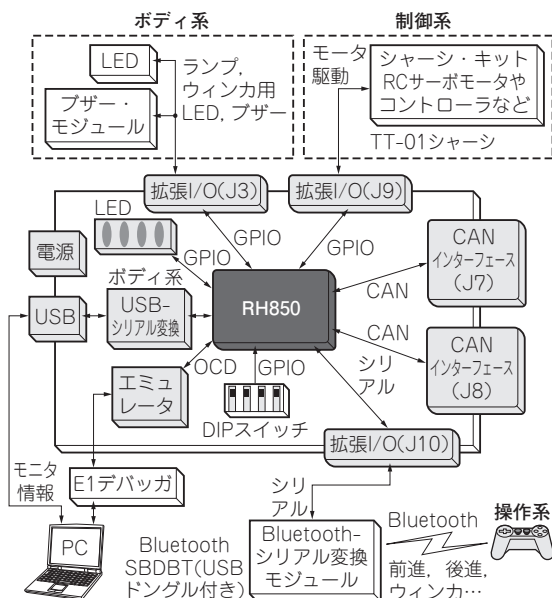 ボディ系
制御系
LED
ブザー・
モジュール
ランプ,
ウィンカ用
LED, ブザー
モータ
駆動
シャーシ・キット
RCサーボモータや
コントローラなど
TT-01シャーシ
拡張I/O(J3)
拡張I/O(J9)
LED
GPIO
GPIO
電源
CAN
インターフェース
(J7)
ボディ系
USB
USB-
シリアル変換
RH850
CAN
CAN
CAN
インターフェース
(J8)
OCD
GPIO
シリ
アル
エミュ
レータ
DIPスイッチ
拡張I/O(J10)
モニタ
情報
E1デバッガ
シリ
アル
PC
Bluetooth
SBDBT(USB
ドングル付き)
Bluetooth-
シリアル変換
モジュール
Bluetooth
前進, 後進,
ウィンカ…
操作系